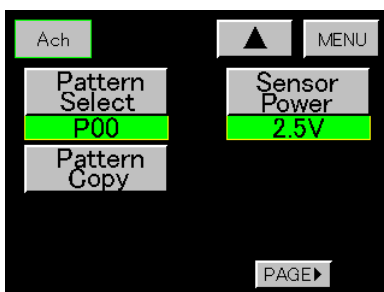 Ach
▲
MENU
Pattern
Select
P00
Sensor
Power
2.5V
Pattern
Copy
PAGE▶